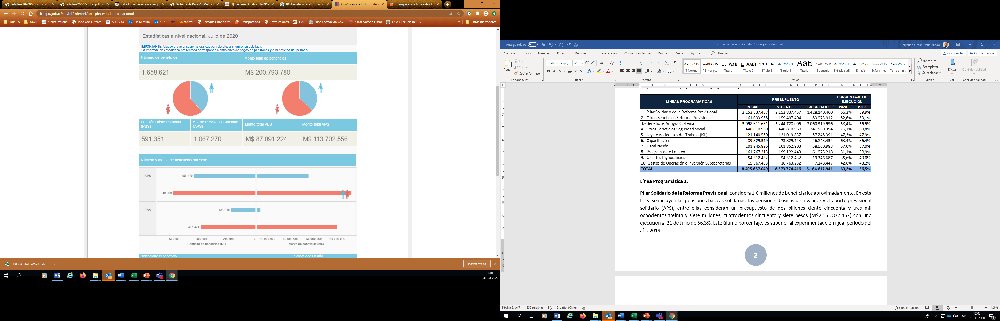 articles-192000_doc_xls.xls
articles-205072_doc_pdf.pd
Estado de Ejecucion Presup
Sistema de Petición Web -
1) Resumén Gráfico de KPI's
IPS beneficiaros - Buscar co
Conózcanos - Instituto de P
Transparencia Activa de Org
ips.gob.cl/servlet/internet/aps-pbs-estadistica-nacional
DIPRES SIGFE ChileGestiona Indo Consultores SENADO Sh Mintrab CDC TGR control Estados Financieros Transparencia Instrucciones UAF Inap Formación Co... Observatorio Fiscal OEA :: Escuela de G... » Otros marcadores
Estadísticas a nivel nacional. Julio de 2020
IMPORTANTE: Ubique el cursor sobre las gráficas para desplegar información detallada.
La información estadística presentada corresponde a emisiones de pagos de pensiones y/o beneficios del período.
Número de beneficios Monto total de beneficios
1.658.621 M$ 200.793.780
Pensión Básica Solidaria (PBS) Aporte Prevsional Solidario (APS) Monto total PBS Monto total APS
591.351 1.067.270 M$ 87.091.224 M$ 113.702.556
Número y monto de beneficios por sexo
APS 456.470
610.800
PBS 183.930
407.421
600.000 400.000 200.000 0 30.000.000 40.000.000 50.000.000 60.000.000
Cantidad de beneficios (N°) Monto de beneficios (M$)
Seleccione el beneficio Seleccione un año
FPERSONAL_20592....xls Mostrar todo
12:00
31-08-2020
Autoguardado Informe de Ejecució Partida 15 Congreso Nacional Chrystian Omar Urzua Bilbao
Archivo Inicio Insertar Diseño Disposición Referencias Correspondencia Revisar Vista Ayuda Buscar Compartir Comentarios
Pegar Cortar
Copiar
Copiar formato
Portapapeles
Calibri (Cuerpo) 12
N K S ab
Fuente
Párrafo
AaBbCcDc AaBbCcDc 1. AaB 1. AaBl 1.1.1. Aa AaBbCcD AaB AaBbCcC AaBbCcDc AaBbCcDc AaBbCcDc AaBbCcDc
¶ Normal ¶ Sin espa... Título 1 Título 2 Título 3 Título 4 Título Subtítulo Énfasis sutil Énfasis Énfasis int... Texto en n...
Estilos
Buscar
Reemplazar
Seleccionar
Edición
Dictar
Voz
Confidencialidad
Confidencialidad
LINEAS PROGRAMATICAS PRESUPUESTO PORCENTAJE DE EJECUCION
INICIAL VIGENTE EJECUTADO 2020 2019
1.- Pilar Solidario de la Reforma Previsional 2.153.837.457 2.153.837.457 1.428.140.460 66,3% 59,9%
2.- Otros Beneficios Reforma Previsional 161.033.958 159.497.404 83.973.912 52,6% 53,1%
3.- Beneficios Antiguo Sistema 5.098.611.631 5.244.728.005 3.060.319.996 58,4% 55,5%
4.- Otros Beneficios Seguridad Social 448.810.960 448.810.960 341.560.394 76,1% 69,8%
5.- Ley de Accidentes del Trabajo (ISL) 121.140.560 121.019.837 57.248.391 47,3% 47,9%
6.- Capacitación 89.329.579 73.829.743 46.843.454 63,4% 86,4%
7.- Fiscalización 101.245.826 101.852.903 58.060.983 57,0% 57,0%
8.- Programas de Empleo 161.767.213 199.122.443 61.975.218 31,1% 30,9%
9.- Créditos Pignoraticios 54.312.432 54.312.432 19.346.687 35,6% 49,0%
10.-Gastos de Operación e Inversión Subsecretarías 15.567.433 16.763.232 7.148.447 42,6% 43,2%
TOTAL 8.405.657.049 8.573.774.416 5.164.617.941 60,2% 56,5%
Línea Programática 1.
Pilar Solidario de la Reforma Previsional, considera 1.6 millones de beneficiarios aproximadamente. En esta
línea se incluyen las pensiones básicas solidarias, las pensiones básicas de invalidez y el aporte previsional
solidario (APS), entre ellas consideran un presupuesto de dos billones ciento cincuenta y tres mil
ochocientos treinta y siete millones, cuatrocientos cincuenta y siete pesos (M$2.153.837.457) con una
ejecución al 31 de Julio de 66,3%. Este último porcentaje, es superior al experimentado en igual período del
año 2019.
2
Página 2 de 7 1255 palabras Español (Chile) Concentración 128%
ESP 12:00
31-08-2020